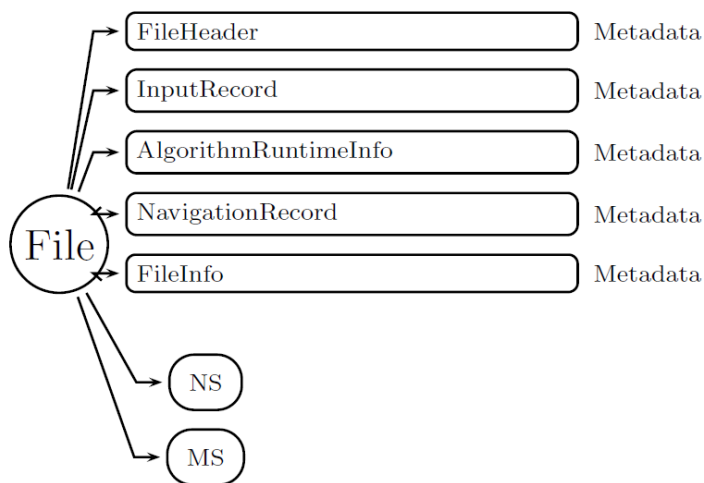 FileHeader Metadata
InputRecord Metadata
AlgorithmRuntimeInfo Metadata
NavigationRecord Metadata
File
FileInfo Metadata
NS
MS